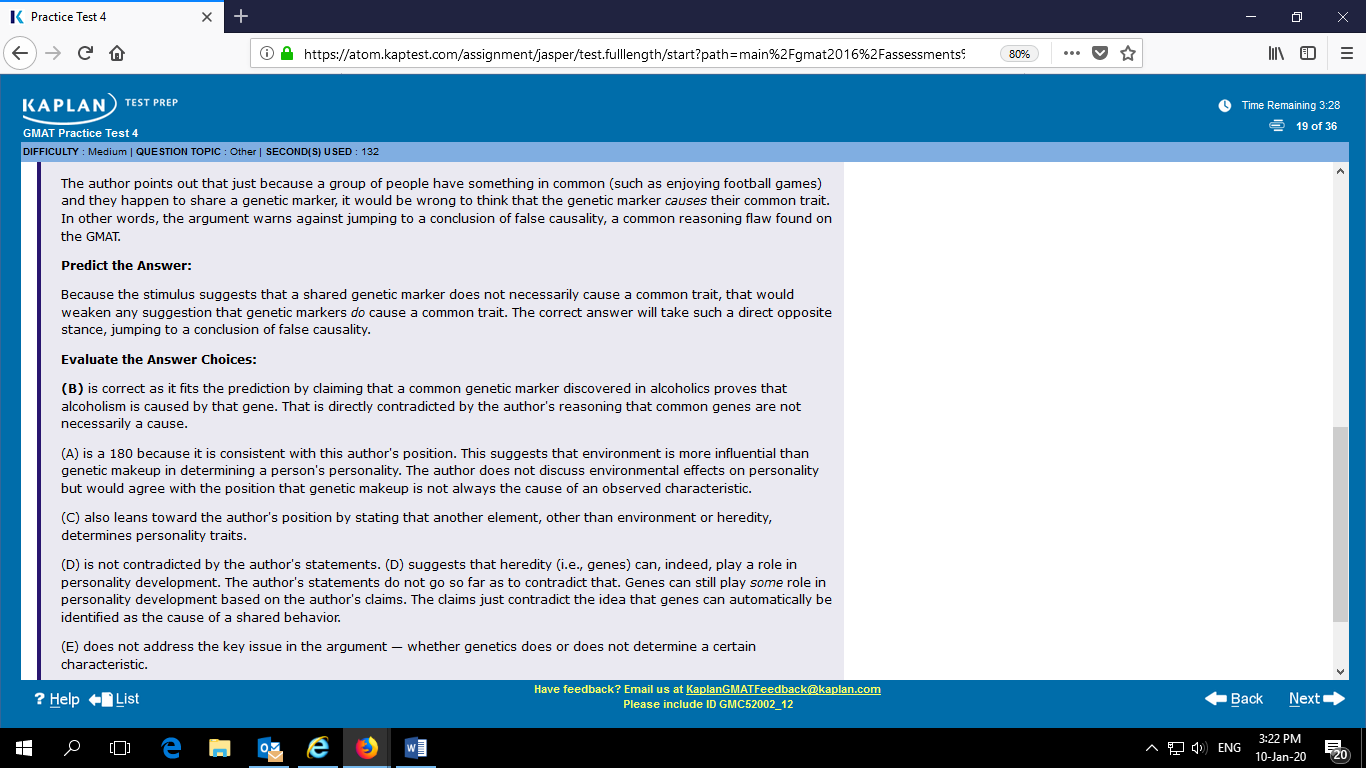 Practice Test 4
https://atom.kaptest.com/assignment/jasper/test.fulllength/start?path=main%2Fgmat2016%2Fassessments%
80%
KAPLAN TEST PREP
Time Remaining 3:28
GMAT Practice Test 4
19 of 36
DIFFICULTY : Medium | QUESTION TOPIC : Other | SECOND(S) USED : 132
The author points out that just because a group of people have something in common (such as enjoying football games)
and they happen to share a genetic marker, it would be wrong to think that the genetic marker causes their common trait.
In other words, the argument warns against jumping to a conclusion of false causality, a common reasoning flaw found on
the GMAT.
Predict the Answer:
Because the stimulus suggests that a shared genetic marker does not necessarily cause a common trait, that would
weaken any suggestion that genetic markers do cause a common trait. The correct answer will take such a direct opposite
stance, jumping to a conclusion of false causality.
Evaluate the Answer Choices:
(B) is correct as it fits the prediction by claiming that a common genetic marker discovered in alcoholics proves that
alcoholism is caused by that gene. That is directly contradicted by the author's reasoning that common genes are not
necessarily a cause.
(A) is a 180 because it is consistent with this author's position. This suggests that environment is more influential than
genetic makeup in determining a person's personality. The author does not discuss environmental effects on personality
but would agree with the position that genetic makeup is not always the cause of an observed characteristic.
(C) also leans toward the author's position by stating that another element, other than environment or heredity,
determines personality traits.
(D) is not contradicted by the author's statements. (D) suggests that heredity (i.e., genes) can, indeed, play a role in
personality development. The author's statements do not go so far as to contradict that. Genes can still play some role in
personality development based on the author's claims. The claims just contradict the idea that genes can automatically be
identified as the cause of a shared behavior.
(E) does not address the key issue in the argument — whether genetics does or does not determine a certain
characteristic.
? Help List
Have feedback? Email us at KaplanGMATFeedback@kaplan.com
Please include ID GMC52002_12
Back Next
ENG
3:22 PM
10-Jan-20
20